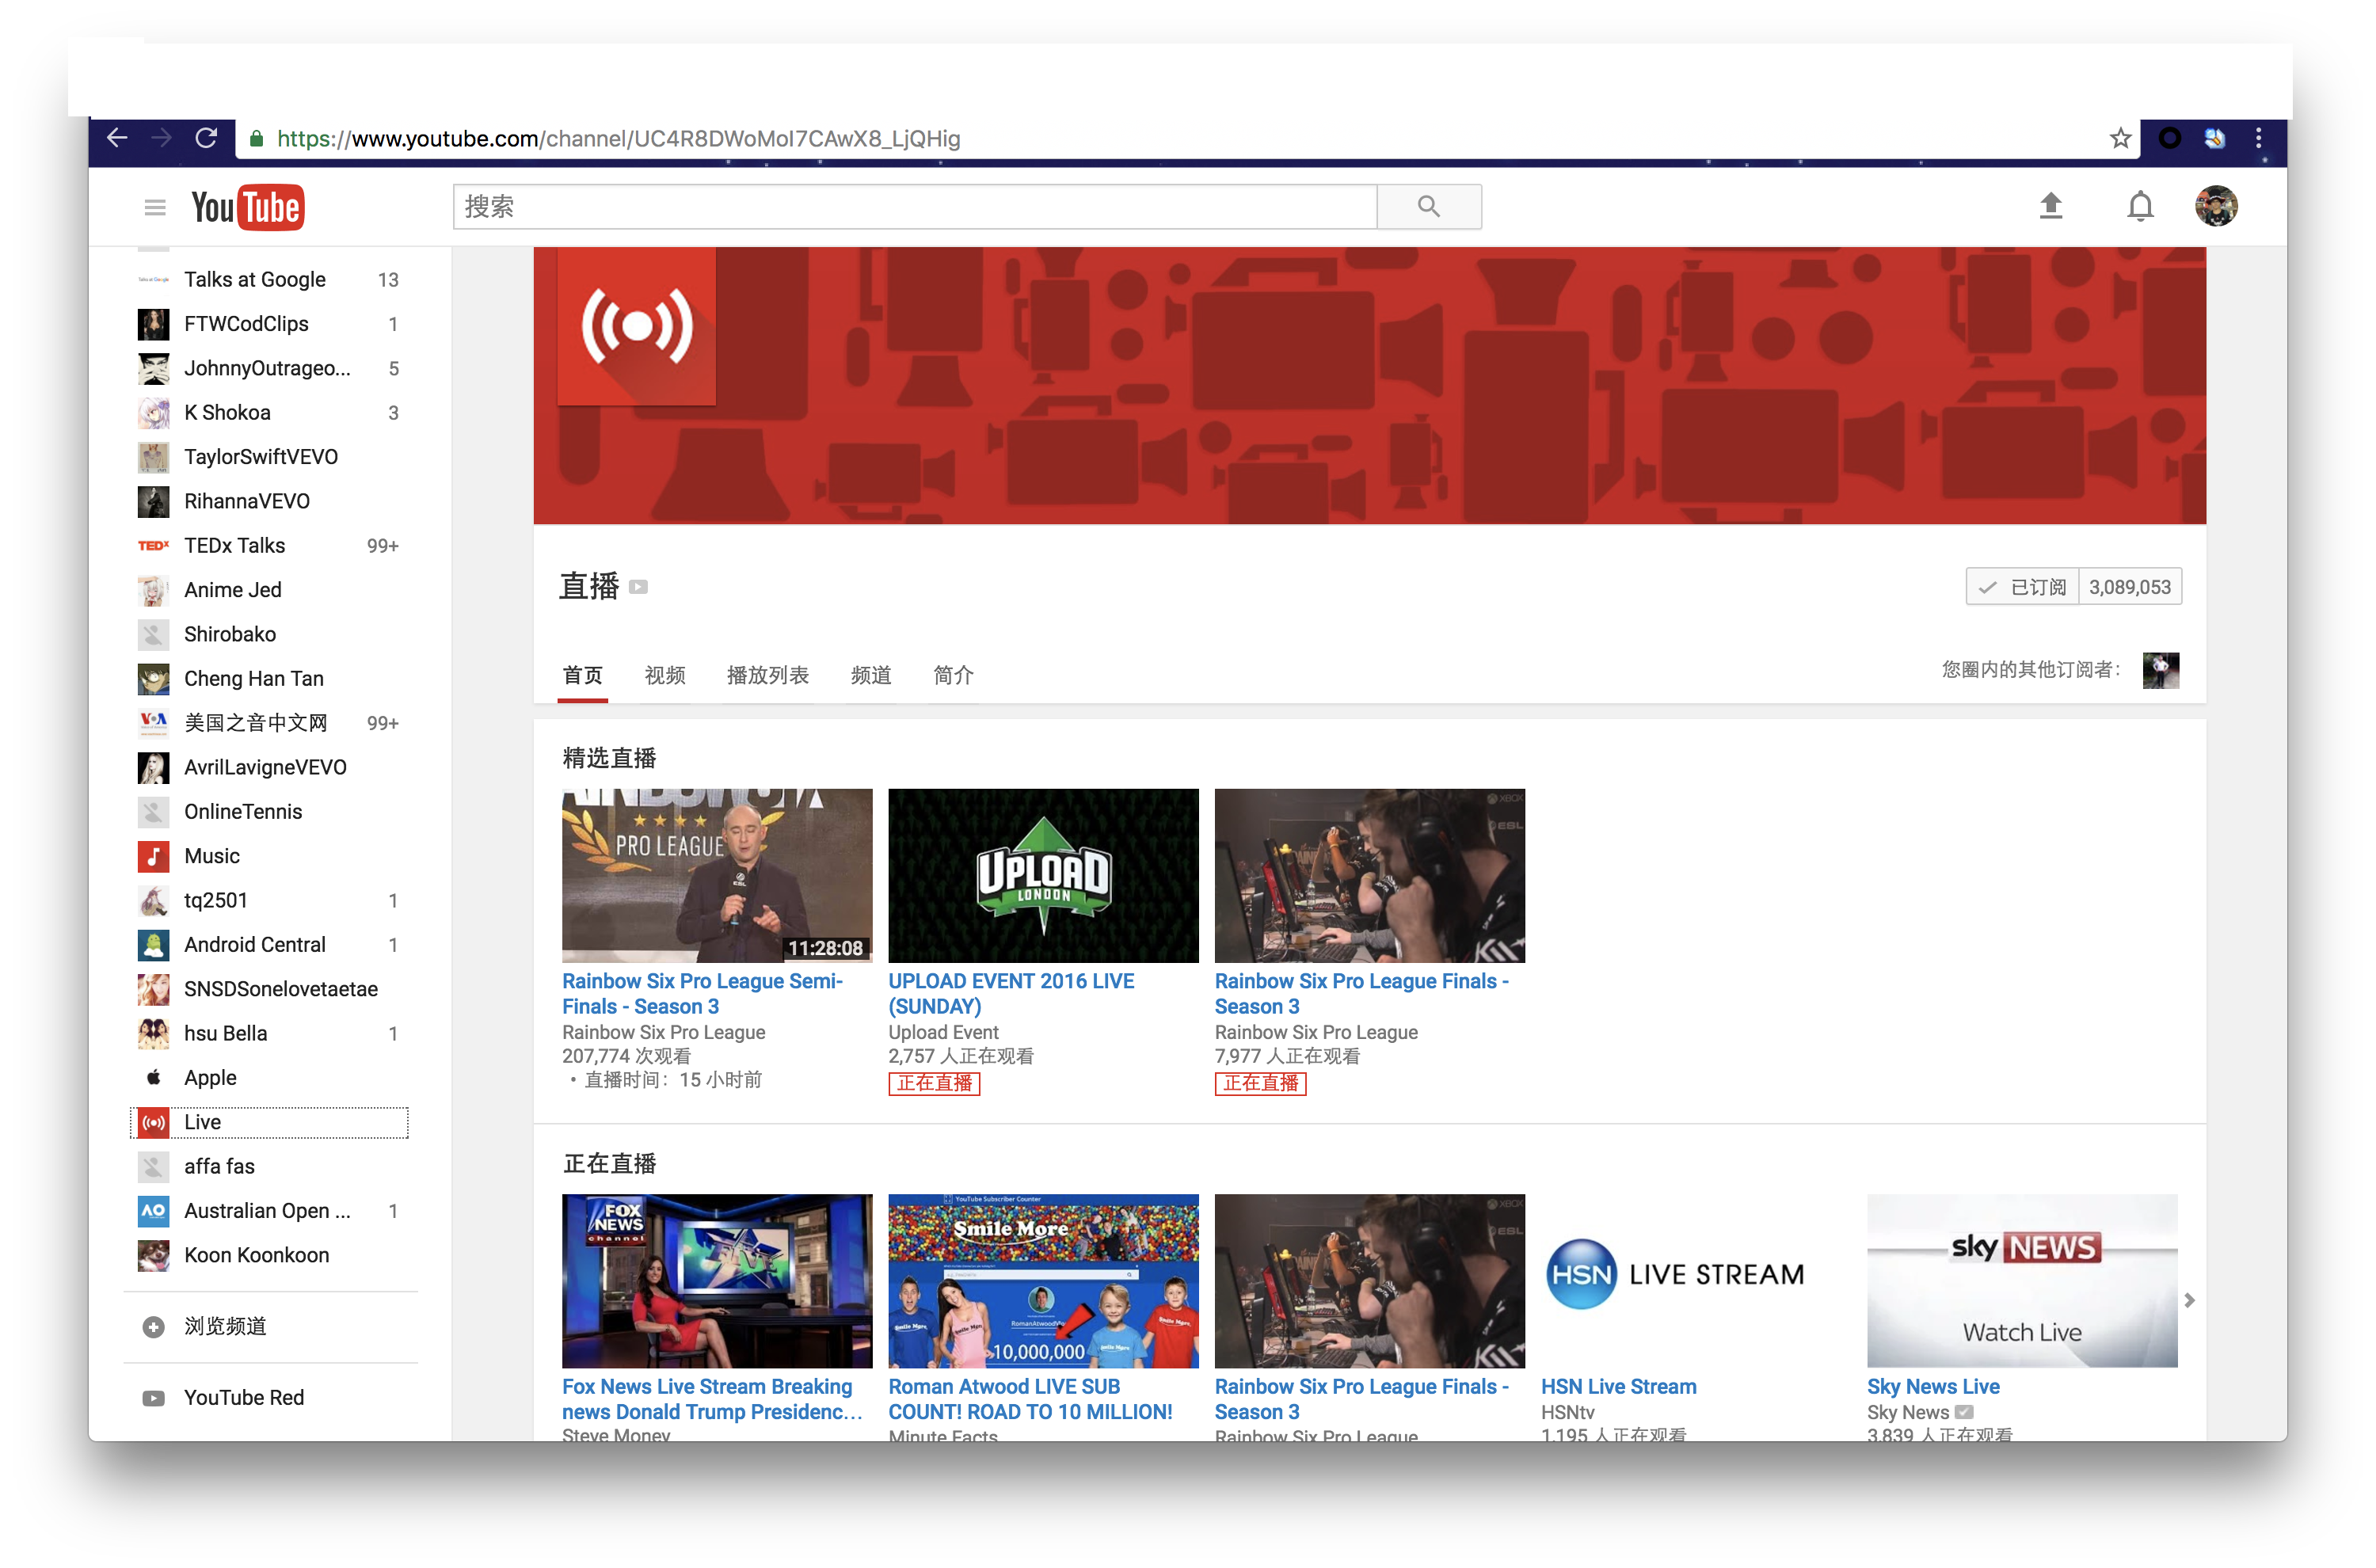 https://www.youtube.com/channel/UC4R8DWoMoI7CAwX8_LjQHig
YouTube
搜索
Talks at Google 13
FTWCodClips 1
JohnnyOutrageo... 5
K Shokoa 3
TaylorSwiftVEVO
RihannaVEVO
TEDx TEDx Talks 99+
Anime Jed
Shirobako
Cheng Han Tan
VOA 美国之音中文网 99+
AvrilLavigneVEVO
OnlineTennis
Music
tq2501 1
Android Central 1
SNSDSonelovetaetae
hsu Bella 1
Apple
Live
affa fas
AO Australian Open ... 1
Koon Koonkoon
浏览频道
YouTube Red
直播
已订阅 3,089,053
首页 视频 播放列表 频道 简介
您圈内的其他订阅者：
精选直播
PRO LEAGUE
ESL
11:28:08
Rainbow Six Pro League Semi-
Finals - Season 3
Rainbow Six Pro League
207,774 次观看
• 直播时间：15 小时前
UPLOAD
LONDON
UPLOAD EVENT 2016 LIVE
(SUNDAY)
Upload Event
2,757 人正在观看
正在直播
XBOX
ESL
Rainbow Six Pro League Finals -
Season 3
Rainbow Six Pro League
7,977 人正在观看
正在直播
正在直播
FOX
NEWS
channel
Fox News Live Stream Breaking
news Donald Trump Presidenc...
Steve Money
YouTube Subscriber Counter
Smile More
10,000,000
Roman Atwood LIVE SUB
COUNT! ROAD TO 10 MILLION!
Minute Facts
XBOX
ESL
Rainbow Six Pro League Finals -
Season 3
Rainbow Six Pro League
HSN LIVE STREAM
HSN Live Stream
HSNtv
1,195 人正在观看
sky NEWS
Watch Live
Sky News Live
Sky News
3,839 人正在观看